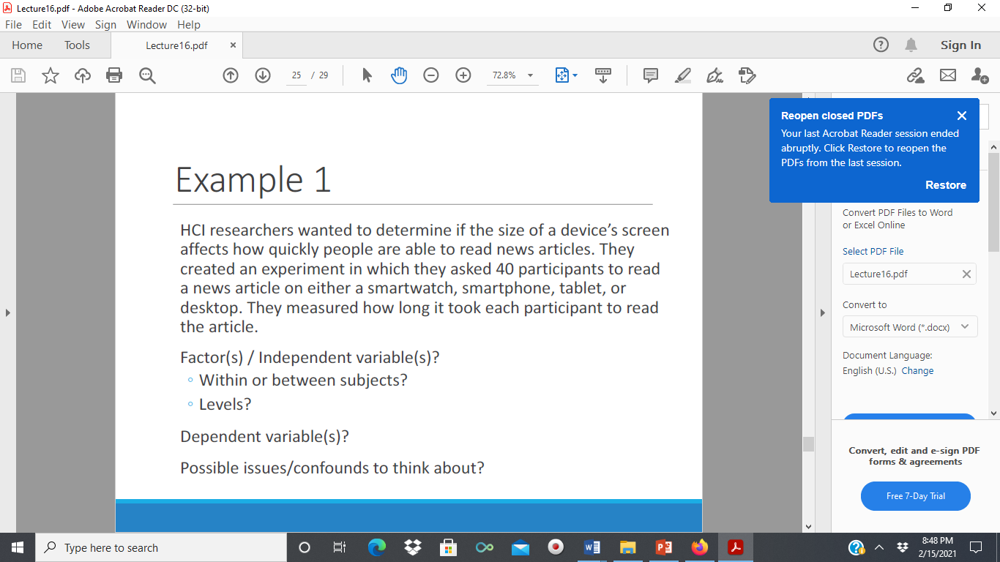 Lecture16.pdf - Adobe Acrobat Reader DC (32-bit)
File Edit View Sign Window Help
Home Tools Lecture16.pdf × Sign In
25 / 29 72.8%
Example 1
HCI researchers wanted to determine if the size of a device’s screen
affects how quickly people are able to read news articles. They
created an experiment in which they asked 40 participants to read
a news article on either a smartwatch, smartphone, tablet, or
desktop. They measured how long it took each participant to read
the article.
Factor(s) / Independent variable(s)?
◦ Within or between subjects?
◦ Levels?
Dependent variable(s)?
Possible issues/confounds to think about?
Reopen closed PDFs
Your last Acrobat Reader session ended
abruptly. Click Restore to reopen the
PDFs from the last session.
Restore
Convert PDF Files to Word
or Excel Online
Select PDF File
Lecture16.pdf
Convert to
Microsoft Word (*.docx)
Document Language:
English (U.S.) Change
Convert, edit and e-sign PDF
forms & agreements
Free 7-Day Trial
Type here to search
8:48 PM
2/15/2021